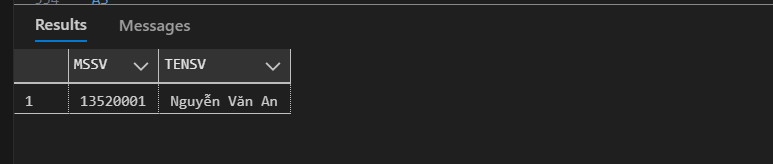 Results Messages
MSSV TENSV
1 13520001 Nguyễn Văn An